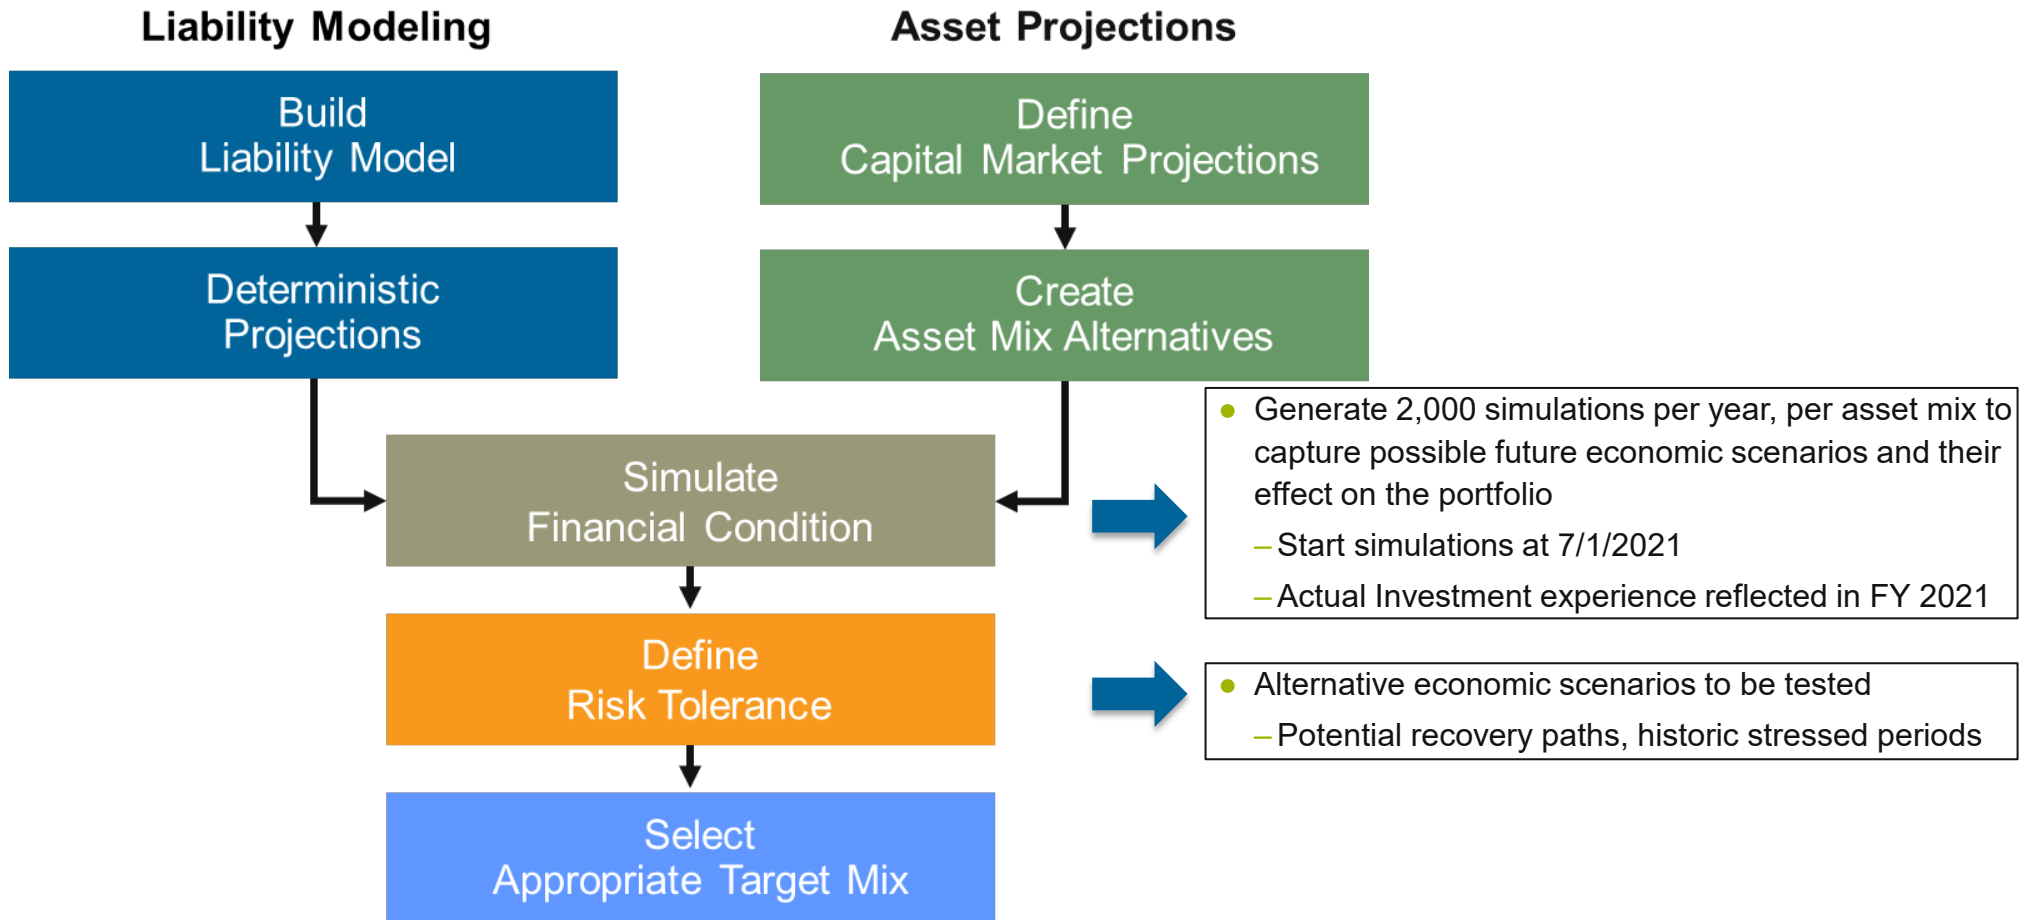 Liability Modeling
Asset Projections
Build
Liability Model
Define
Capital Market Projections
Deterministic
Projections
Create
Asset Mix Alternatives
Simulate
Financial Condition
● Generate 2,000 simulations per year, per asset mix to
capture possible future economic scenarios and their
effect on the portfolio
– Start simulations at 7/1/2021
– Actual Investment experience reflected in FY 2021
Define
Risk Tolerance
● Alternative economic scenarios to be tested
– Potential recovery paths, historic stressed periods
Select
Appropriate Target Mix